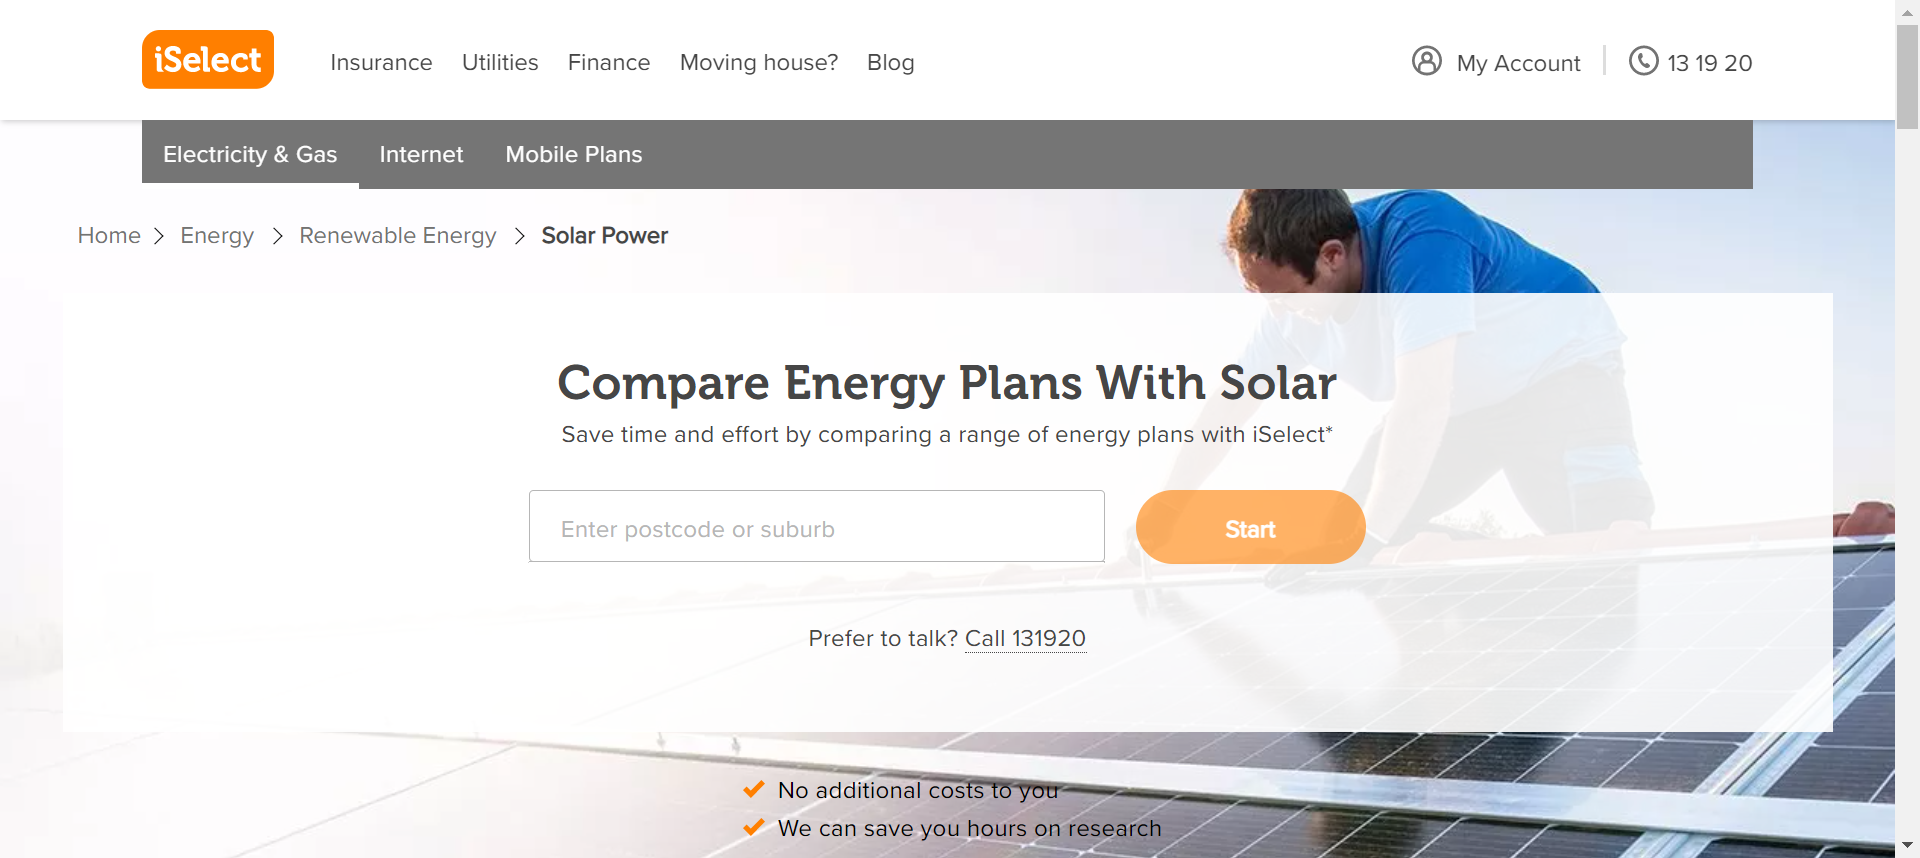 iSelect
Insurance Utilities Finance Moving house? Blog
My Account 13 19 20
Electricity & Gas Internet Mobile Plans
Home > Energy > Renewable Energy > Solar Power
Compare Energy Plans With Solar
Save time and effort by comparing a range of energy plans with iSelect*
Enter postcode or suburb
Start
Prefer to talk? Call 131920
No additional costs to you
We can save you hours on research